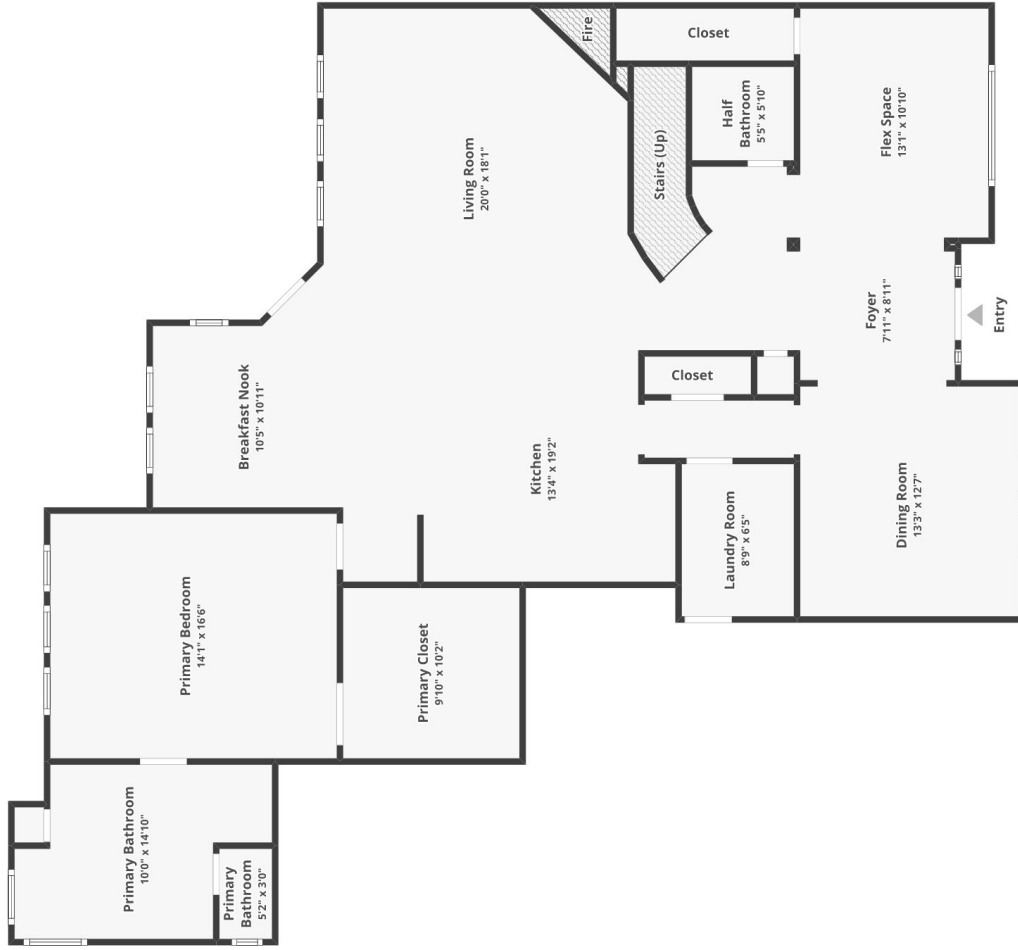 Fire
Closet
Half
Bathroom
5'5" x 5'10"
Flex Space
13'1" x 10'10"
Living Room
20'0" x 18'1"
Stairs (Up)
Foyer
7'11" x 8'11"
Entry
Closet
Breakfast Nook
10'5" x 10'11"
Kitchen
13'4" x 19'2"
Laundry Room
8'9" x 6'5"
Dining Room
13'3" x 12'7"
Primary Bedroom
14'1" x 16'6"
Primary Closet
9'10" x 10'2"
Primary Bathroom
10'0" x 14'10"
Primary
Bathroom
5'2" x 3'0"